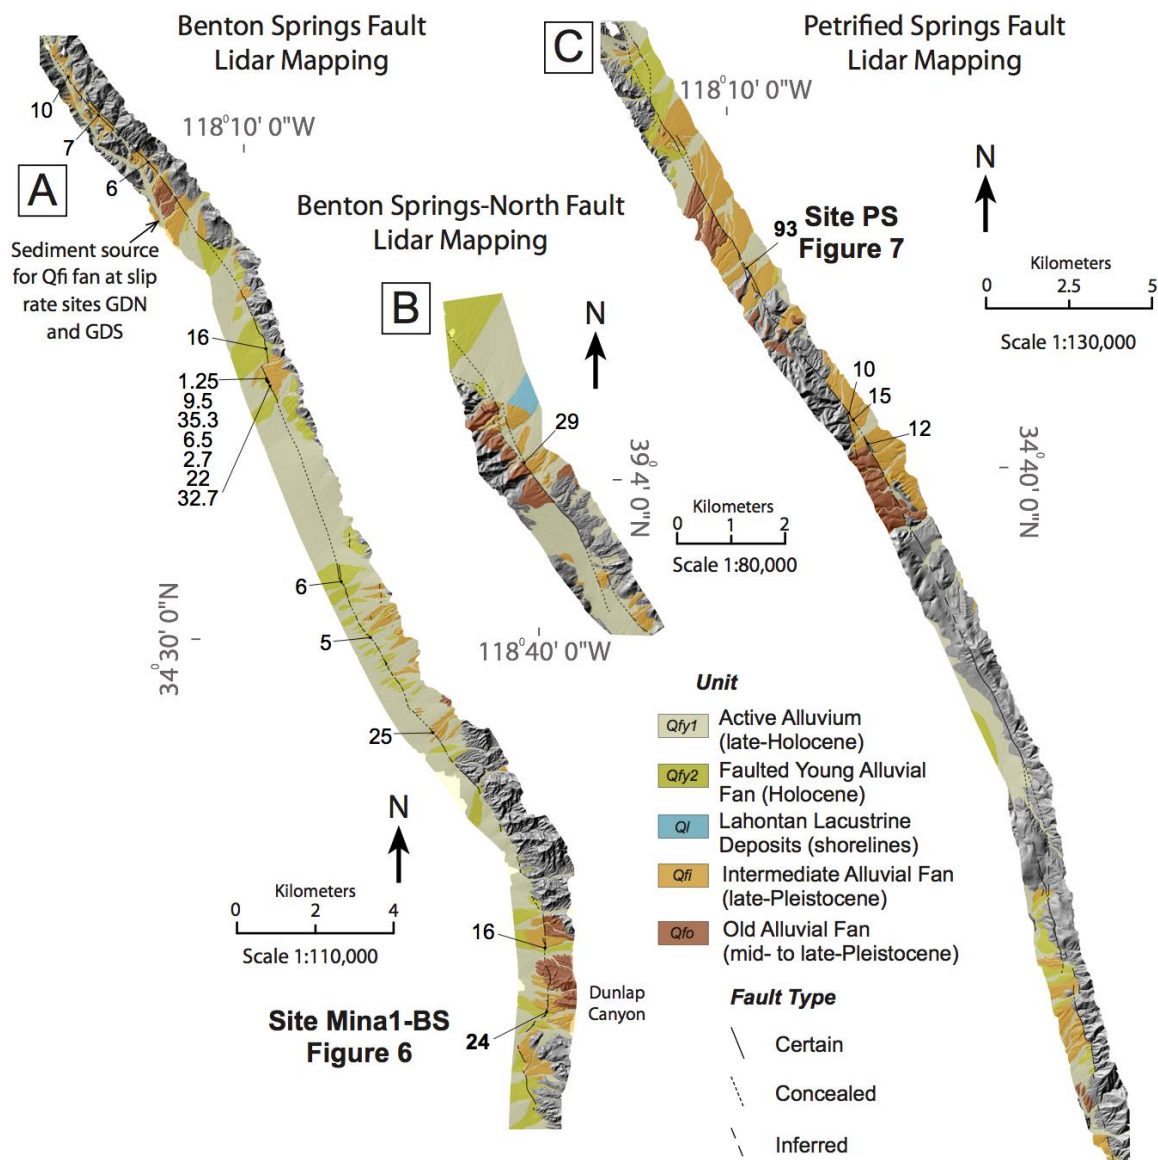 Benton Springs Fault
Lidar Mapping
A
118° 10' 0"W
10
7
6
Sediment source
for Qfi fan at slip
rate sites GDN
and GDS
16
1.25
9.5
35.3
6.5
2.7
22
32.7
6
5
34° 30' 0"N
25
N
Kilometers
0 2 4
Scale 1:110,000
16
Dunlap
Canyon
Site Mina1-BS
Figure 6
24
Benton Springs-North Fault
Lidar Mapping
B
N
29
39° 4' 0"N
Kilometers
0 1 2
Scale 1:80,000
118° 40' 0"W
C
Petrified Springs Fault
Lidar Mapping
118° 10' 0"W
N
93
Site PS
Figure 7
Kilometers
0 2.5 5
Scale 1:130,000
10
15
12
34° 40' 0"N
Unit
Qfy1 Active Alluvium
(late-Holocene)
Qfy2 Faulted Young Alluvial
Fan (Holocene)
Ql Lahontan Lacustrine
Deposits (shorelines)
Qfi Intermediate Alluvial Fan
(late-Pleistocene)
Qfo Old Alluvial Fan
(mid- to late-Pleistocene)
Fault Type
Certain
Concealed
Inferred